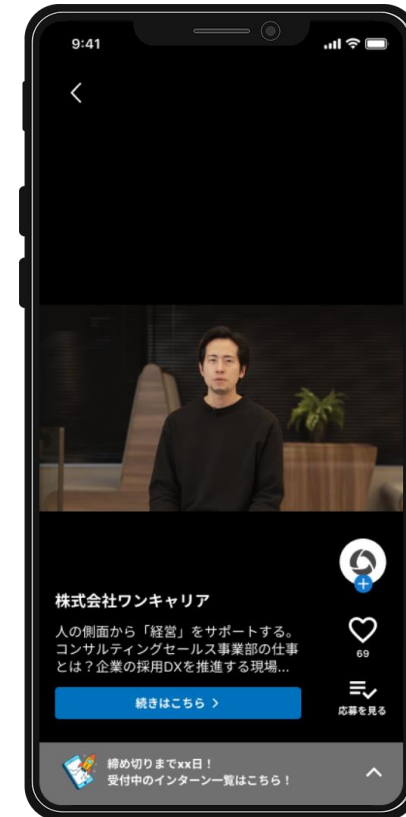 9:41
株式会社ワンキャリア
人の側面から「経営」をサポートする。
コンサルティングセールス事業部の仕事
とは？企業の採用DXを推進する現場...
69
続きはこちら >
応募を見る
締め切りまでxx日！
受付中のインターン一覧はこちら！